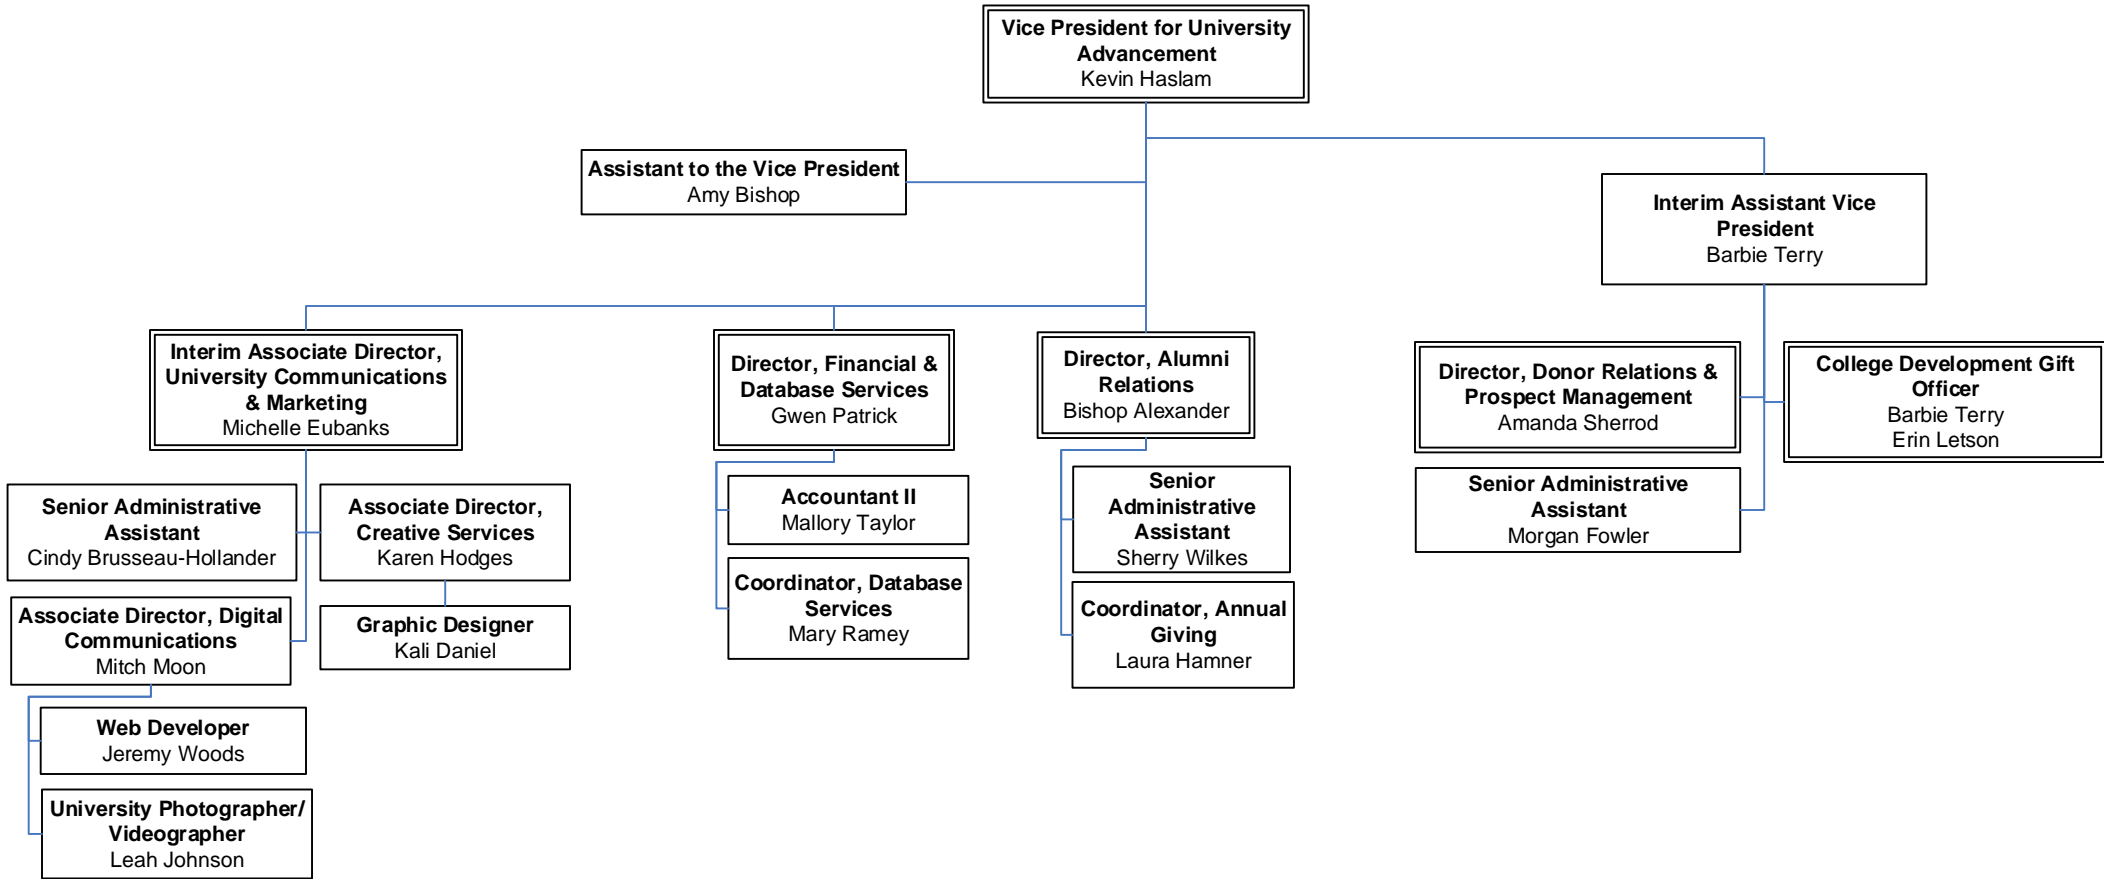 Vice President for University
Advancement
Kevin Haslam
Assistant to the Vice President
Amy Bishop
Interim Assistant Vice
President
Barbie Terry
Interim Associate Director,
University Communications
& Marketing
Michelle Eubanks
Director, Financial &
Database Services
Gwen Patrick
Director, Alumni
Relations
Bishop Alexander
Director, Donor Relations &
Prospect Management
Amanda Sherrod
College Development Gift
Officer
Barbie Terry
Erin Letson
Senior Administrative
Assistant
Cindy Brusseau-Hollander
Associate Director,
Creative Services
Karen Hodges
Accountant II
Mallory Taylor
Senior
Administrative
Assistant
Sherry Wilkes
Senior Administrative
Assistant
Morgan Fowler
Associate Director, Digital
Communications
Mitch Moon
Graphic Designer
Kali Daniel
Coordinator, Database
Services
Mary Ramey
Coordinator, Annual
Giving
Laura Hamner
Web Developer
Jeremy Woods
University Photographer/
Videographer
Leah Johnson